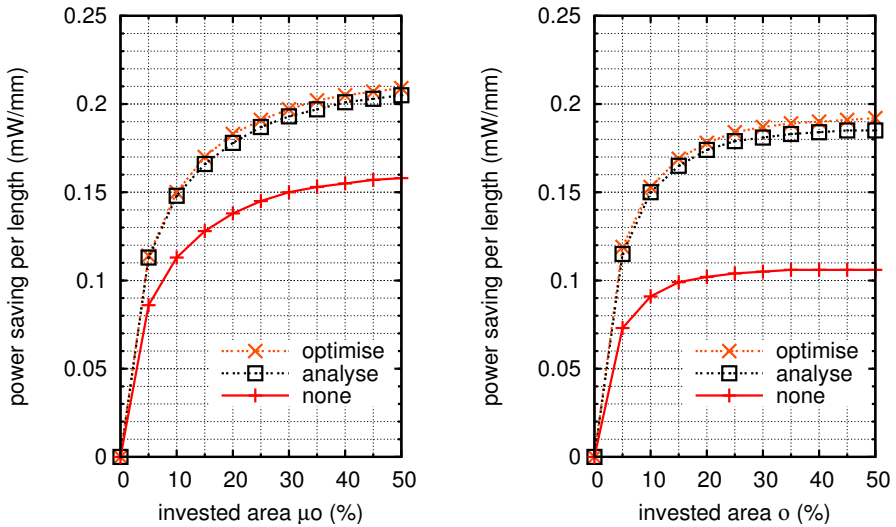 power saving per length (mW/mm)
0.25
0.2
0.15
0.1
0.05
0
optimise
analyse
none
0 10 20 30 40 50
invested area μo (%)
power saving per length (mW/mm)
0.25
0.2
0.15
0.1
0.05
0
optimise
analyse
none
0 10 20 30 40 50
invested area ο (%)